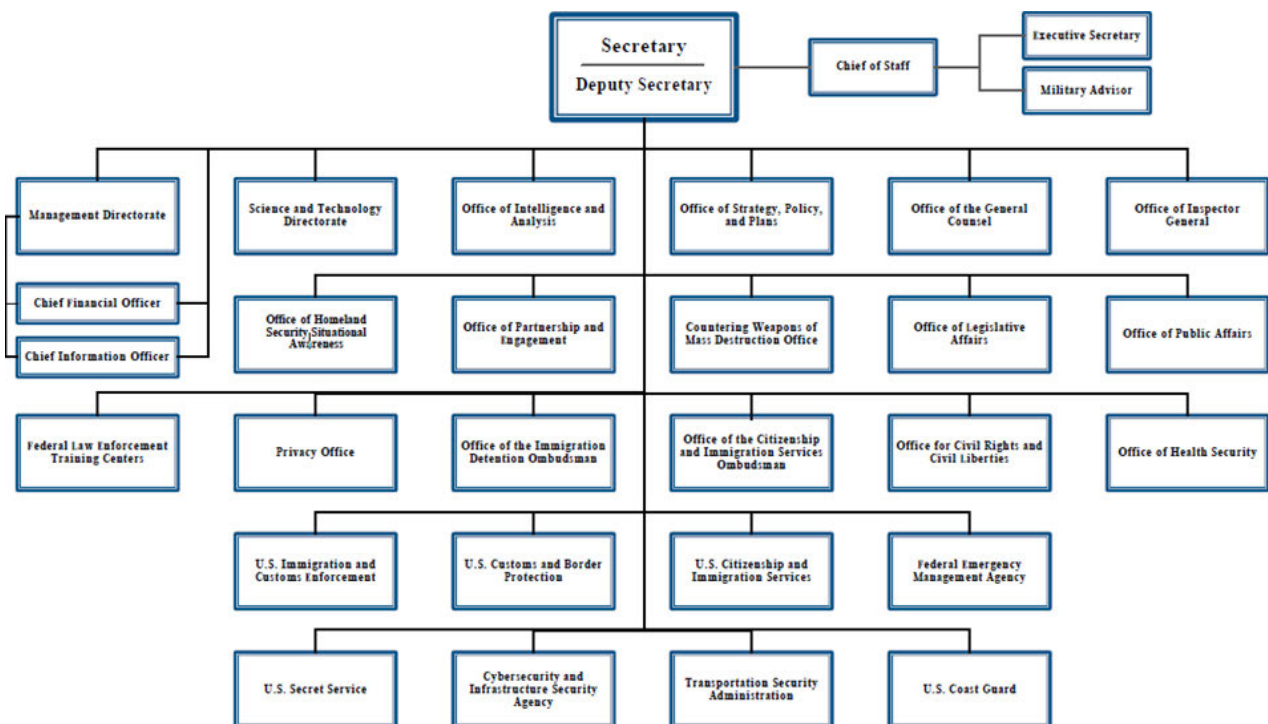 Secretary
Deputy Secretary
Chief of Staff
Executive Secretary
Military Advisor
Management Directorate
Science and Technology
Directorate
Office of Intelligence and
Analysis
Office of Strategy, Policy,
and Plans
Office of the General
Counsel
Office of Inspector
General
Chief Financial Officer
Chief Information Officer
Office of Homeland
Security Situational
Awareness
Office of Partnership and
Engagement
Countering Weapons of
Mass Destruction Office
Office of Legislative
Affairs
Office of Public Affairs
Federal Law Enforcement
Training Centers
Privacy Office
Office of the Immigration
Detention Ombudsman
Office of the Citizenship
and Immigration Services
Ombudsman
Office for Civil Rights and
Civil Liberties
Office of Health Security
U.S. Immigration and
Customs Enforcement
U.S. Customs and Border
Protection
U.S. Citizenship and
Immigration Services
Federal Emergency
Management Agency
U.S. Secret Service
Cybersecurity and
Infrastructure Security
Agency
Transportation Security
Administration
U.S. Coast Guard